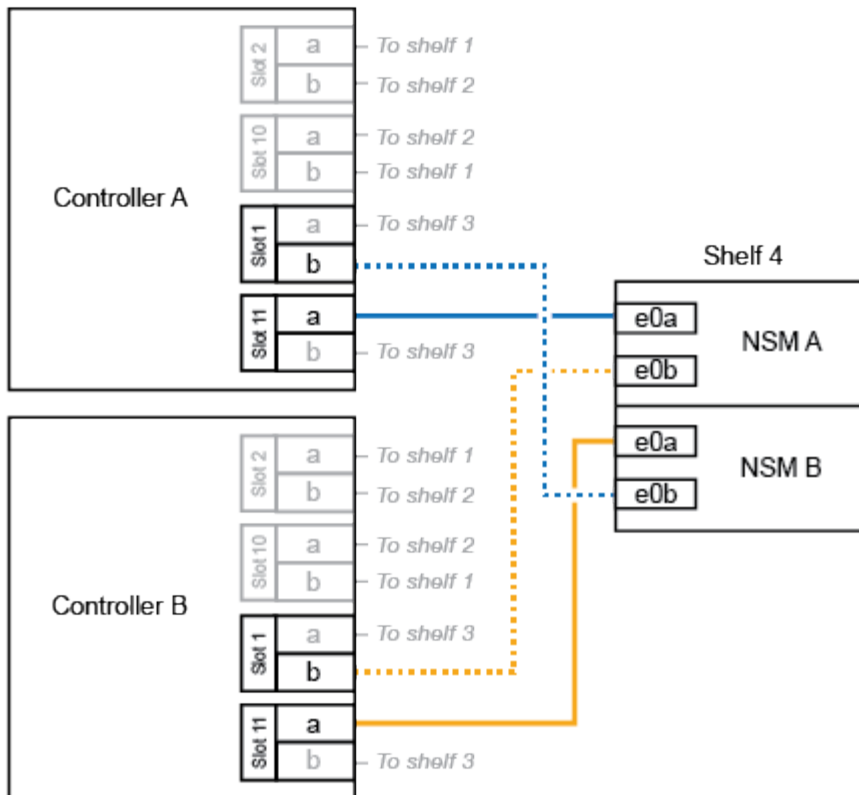 Controller A
Slot 2
a
To shelf 1
b
To shelf 2
Slot 10
a
To shelf 2
b
To shelf 1
Slot 1
a
To shelf 3
b
Slot 11
a
b
To shelf 3
Shelf 4
e0a
NSM A
e0b
e0a
NSM B
e0b
Controller B
Slot 2
a
To shelf 1
b
To shelf 2
Slot 10
a
To shelf 2
b
To shelf 1
Slot 1
a
To shelf 3
b
Slot 11
a
b
To shelf 3